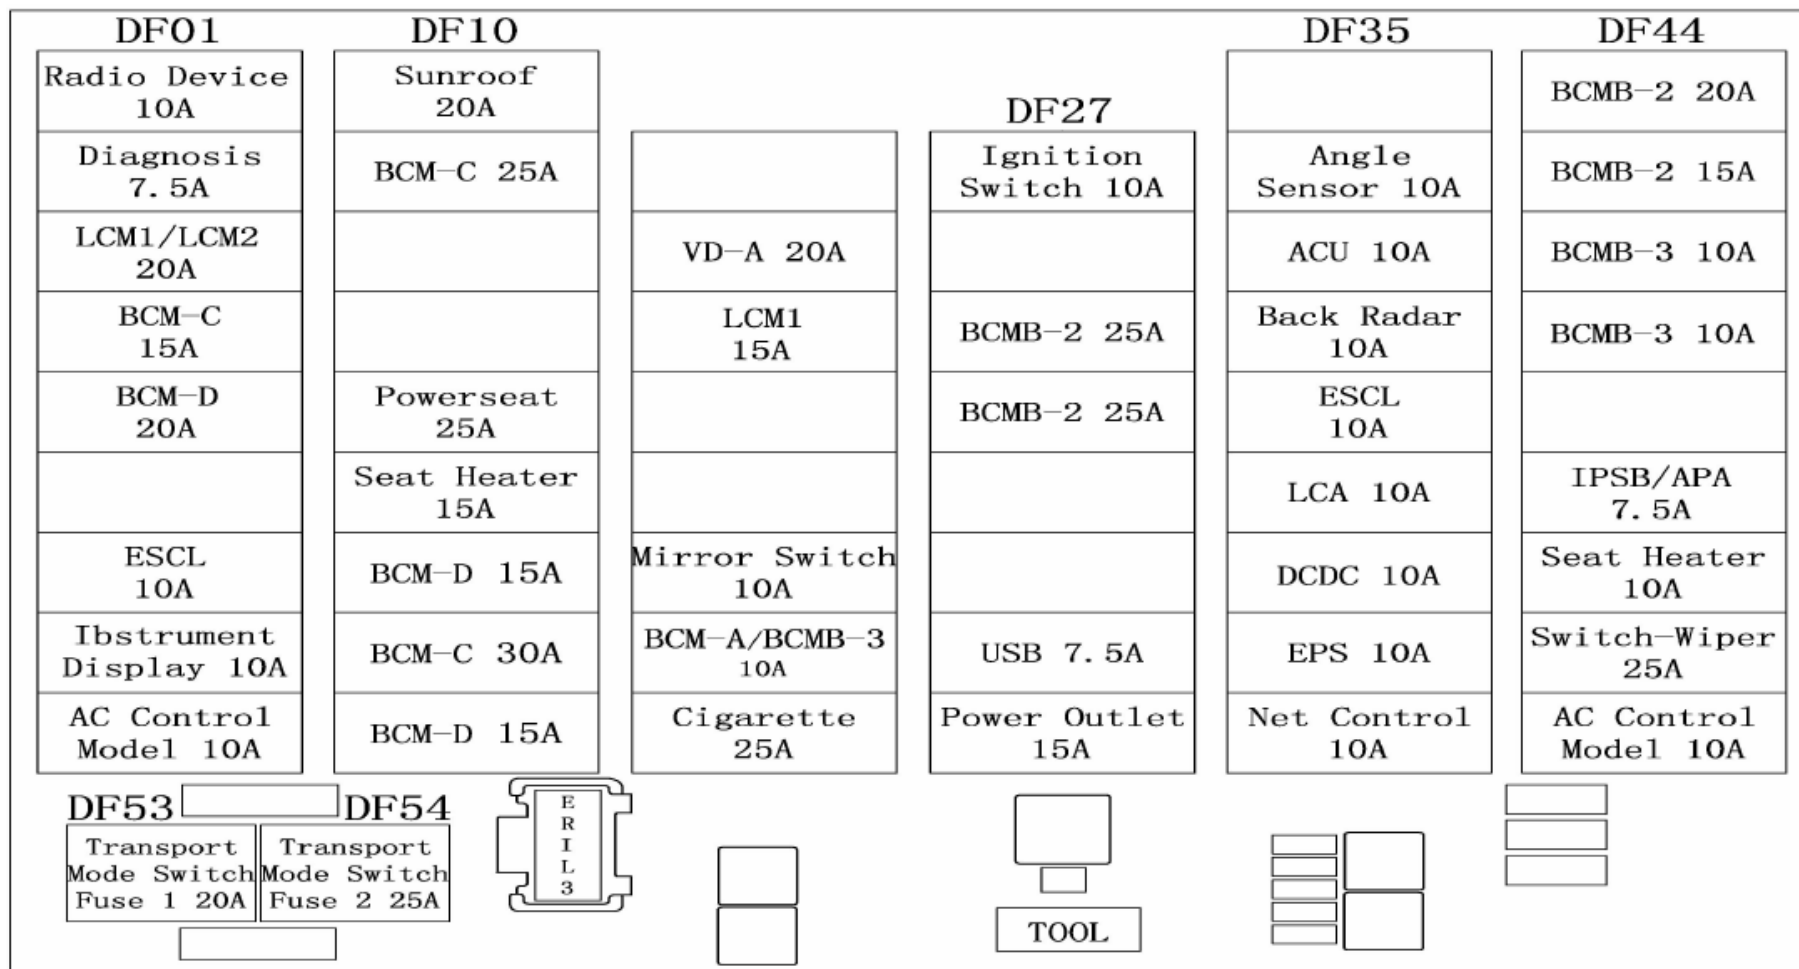 DF01
Radio Device
10A
Diagnosis
7.5A
LCM1/LCM2
20A
BCM-C
15A
BCM-D
20A
ESCL
10A
Ibstrument
Display 10A
AC Control
Model 10A
DF10
Sunroof
20A
BCM-C 25A
Powerseat
25A
Seat Heater
15A
BCM-D 15A
BCM-C 30A
BCM-D 15A
VD-A 20A
LCM1
15A
Mirror Switch
10A
BCM-A/BCMB-3
10A
Cigarette
25A
DF27
Ignition
Switch 10A
BCMB-2 25A
BCMB-2 25A
USB 7.5A
Power Outlet
15A
DF35
Angle
Sensor 10A
ACU 10A
Back Radar
10A
ESCL
10A
LCA 10A
DCDC 10A
EPS 10A
Net Control
10A
DF44
BCMB-2 20A
BCMB-2 15A
BCMB-3 10A
BCMB-3 10A
IPSB/APA
7.5A
Seat Heater
10A
Switch-Wiper
25A
AC Control
Model 10A
DF53
Transport
Mode Switch
Fuse 1 20A
DF54
Transport
Mode Switch
Fuse 2 25A
ERIL3
TOOL